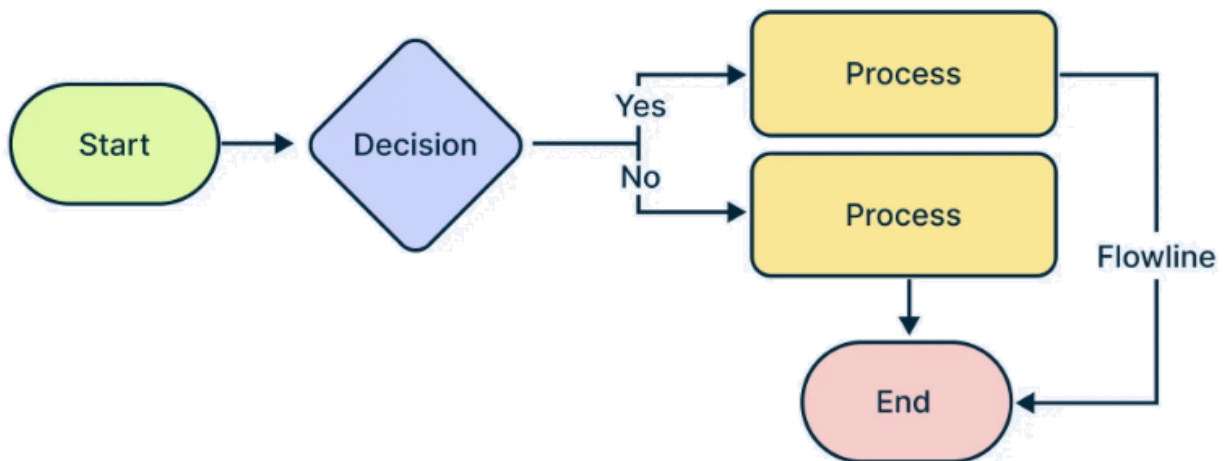 Start
Decision
Yes
No
Process
Process
Flowline
End